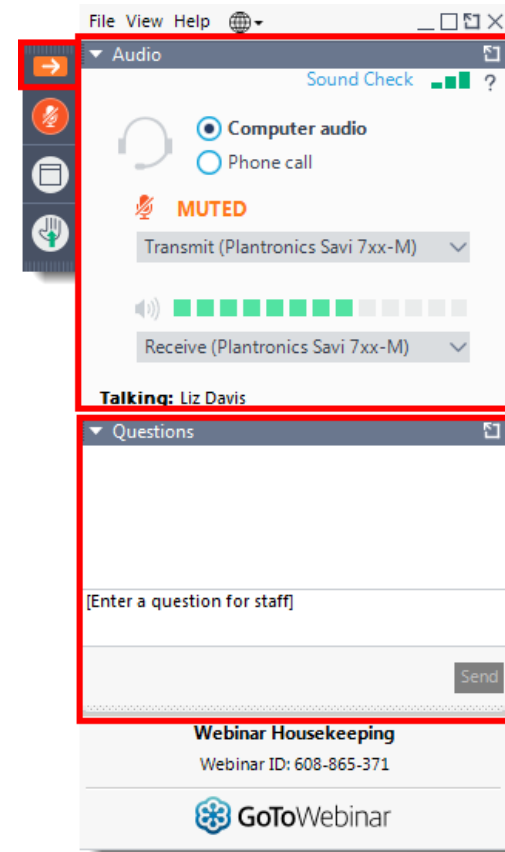 File View Help
Audio
Sound Check ?
Computer audio
Phone call
MUTED
Transmit (Plantronics Savi 7xx-M)
Receive (Plantronics Savi 7xx-M)
Talking: Liz Davis
Questions
[Enter a question for staff]
Send
Webinar Housekeeping
Webinar ID: 608-865-371
GoToWebinar